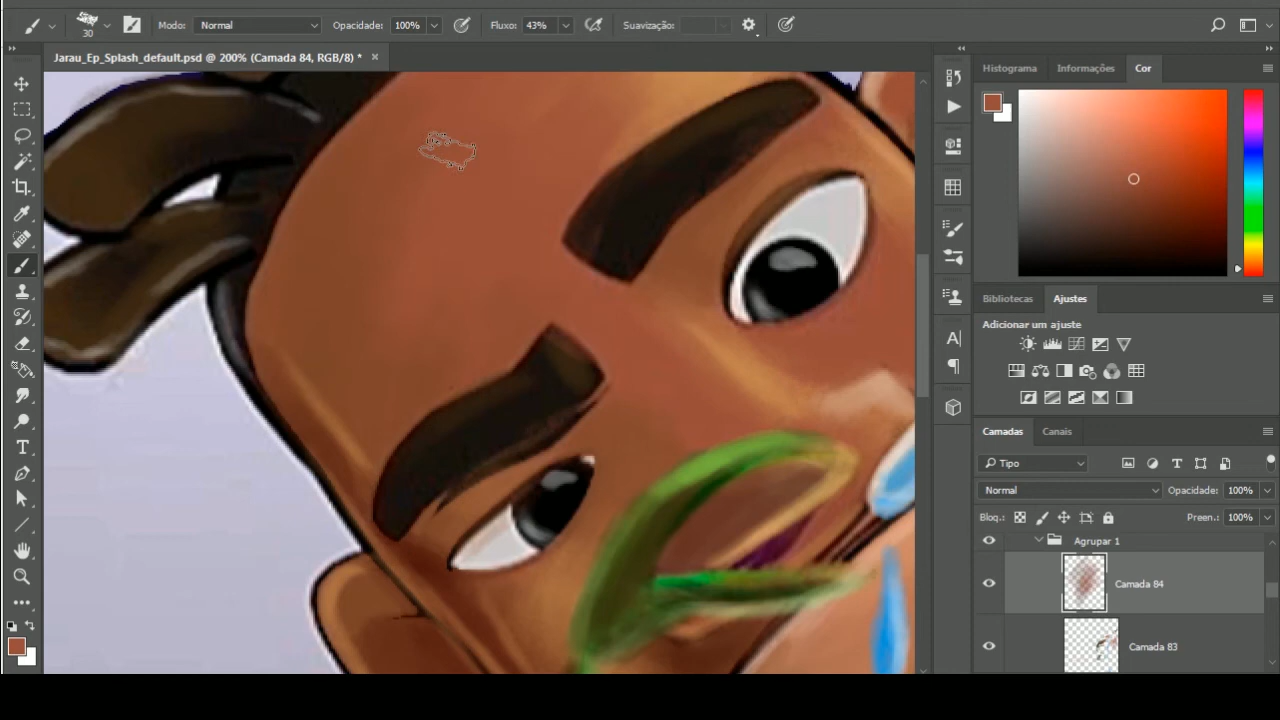 30
Modo: Normal
Opacidade: 100%
Fluxo: 43%
Suavização:
Jarau_Ep_Splash_default.psd @ 200% (Camada 84, RGB/8) * ×
Histograma Informações Cor
Bibliotecas Ajustes
Adicionar um ajuste
Camadas Canais
Tipo
Normal Opacidade: 100%
Bloq.: Preen.: 100%
Agrupar 1
Camada 84
Camada 83